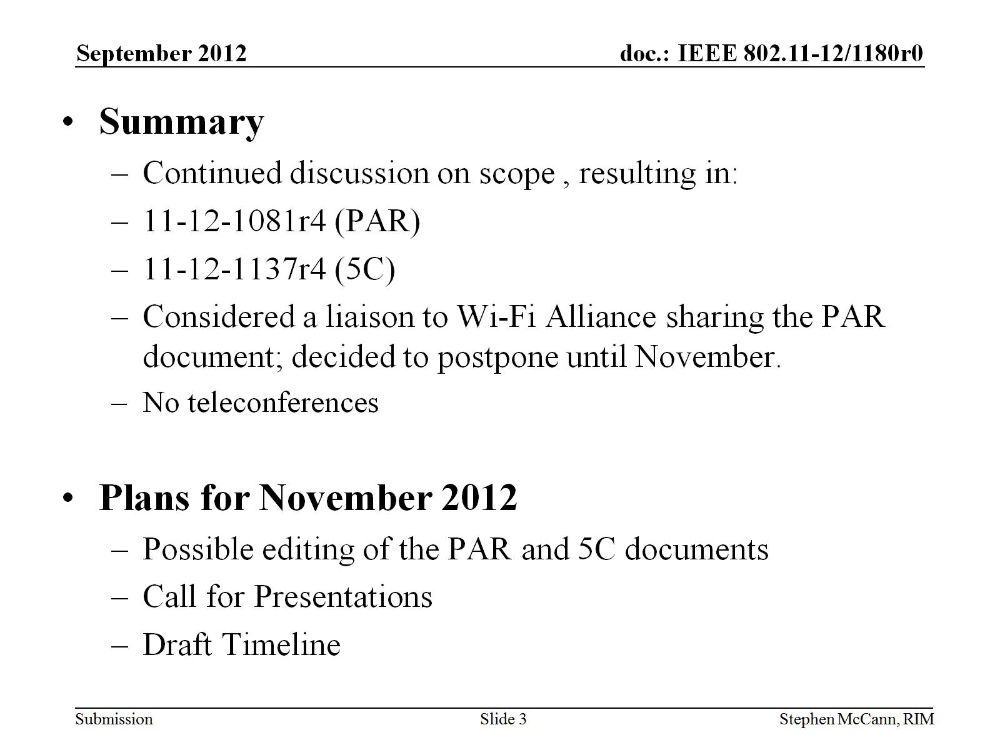 September 2012 doc.: IEEE 802.11-12/1180r0
• Summary
– Continued discussion on scope , resulting in:
– 11-12-1081r4 (PAR)
– 11-12-1137r4 (5C)
– Considered a liaison to Wi-Fi Alliance sharing the PAR
document; decided to postpone until November.
– No teleconferences
• Plans for November 2012
– Possible editing of the PAR and 5C documents
– Call for Presentations
– Draft Timeline
Submission Slide 3 Stephen McCann, RIM